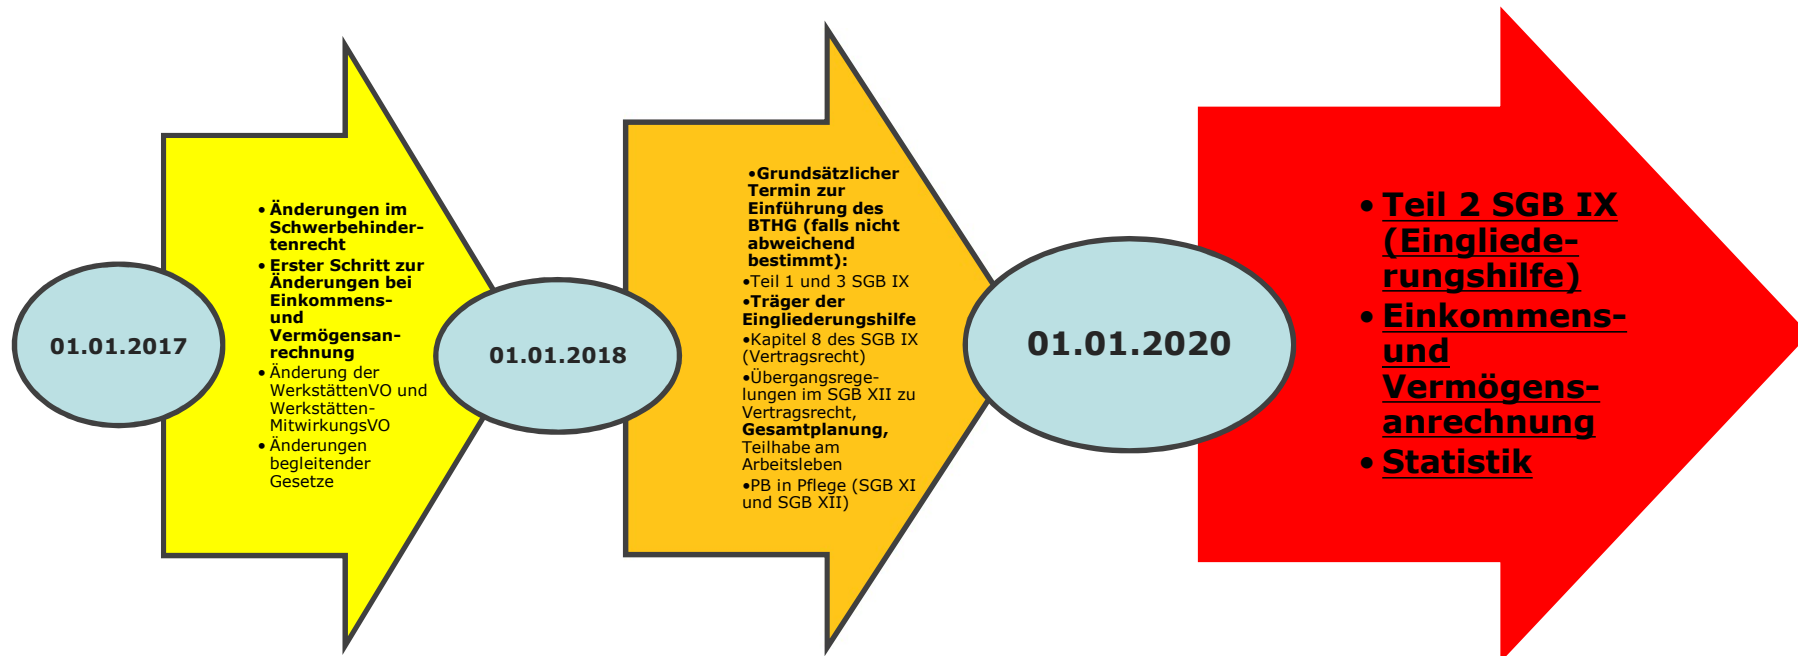 01.01.2017
• Änderungen im
Schwerbehinder-
tenrecht
• Erster Schritt zur
Änderungen bei
Einkommens-
und
Vermögensan-
rechnung
• Änderung der
WerkstättenVO und
Werkstätten-
MitwirkungsVO
• Änderungen
begleitender
Gesetze
01.01.2018
•Grundsätzlicher
Termin zur
Einführung des
BTHG (falls nicht
abweichend
bestimmt):
•Teil 1 und 3 SGB IX
•Träger der
Eingliederungshilfe
•Kapitel 8 des SGB IX
(Vertragsrecht)
•Übergangsrege-
lungen im SGB XII zu
Vertragsrecht,
Gesamtplanung,
Teilhabe am
Arbeitsleben
•PB in Pflege (SGB XI
und SGB XII)
01.01.2020
• Teil 2 SGB IX
(Eingliede-
rungshilfe)
• Einkommens-
und
Vermögens-
anrechnung
• Statistik